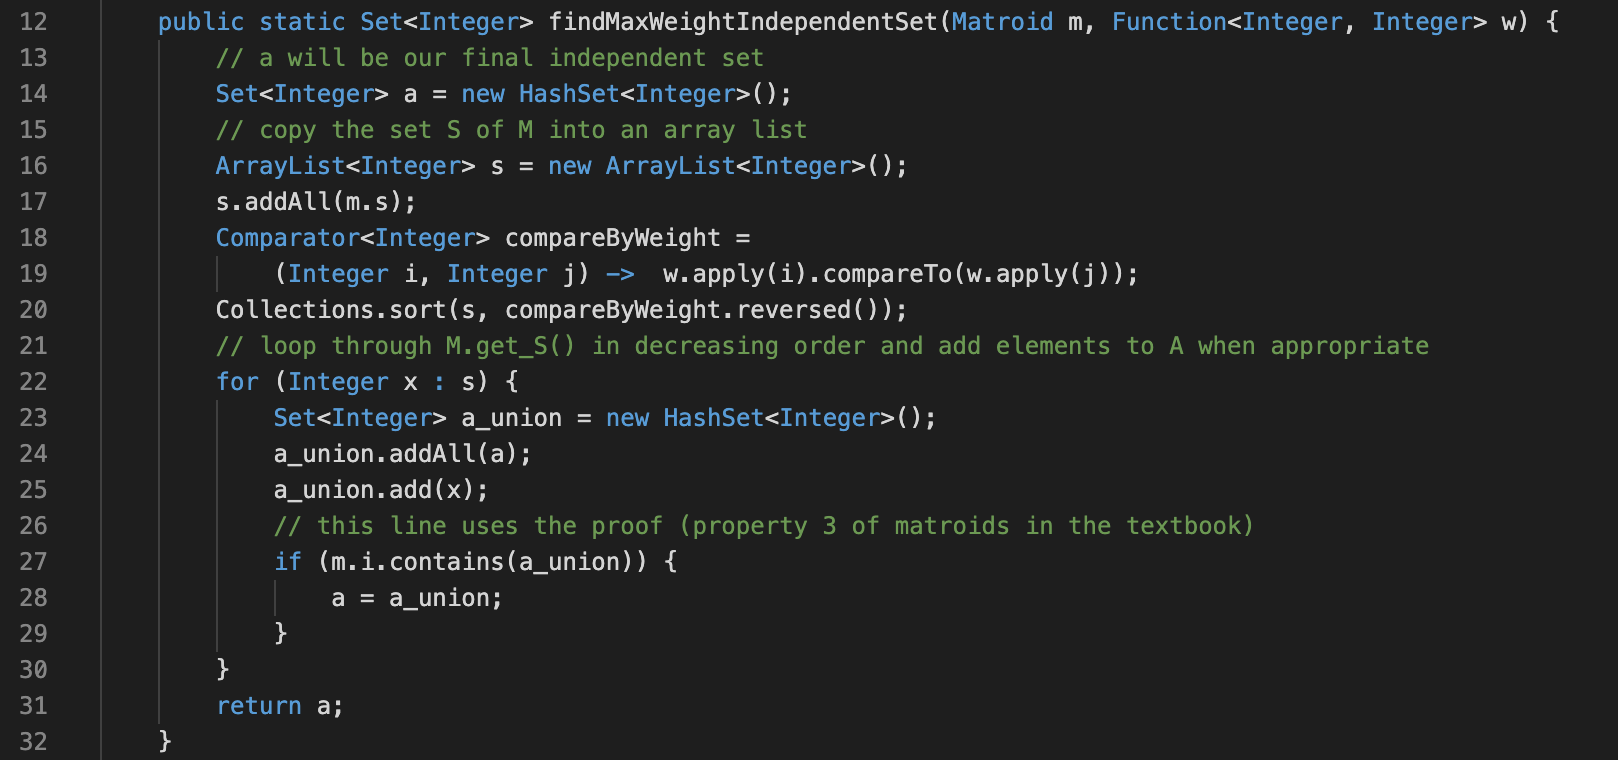 12 public static Set<Integer> findMaxWeightIndependentSet(Matroid m, Function<Integer, Integer> w) {
13 // a will be our final independent set
14 Set<Integer> a = new HashSet<Integer>();
15 // copy the set S of M into an array list
16 ArrayList<Integer> s = new ArrayList<Integer>();
17 s.addAll(m.s);
18 Comparator<Integer> compareByWeight =
19 (Integer i, Integer j) -> w.apply(i).compareTo(w.apply(j));
20 Collections.sort(s, compareByWeight.reversed());
21 // loop through M.get_S() in decreasing order and add elements to A when appropriate
22 for (Integer x : s) {
23 Set<Integer> a_union = new HashSet<Integer>();
24 a_union.addAll(a);
25 a_union.add(x);
26 // this line uses the proof (property 3 of matroids in the textbook)
27 if (m.i.contains(a_union)) {
28 a = a_union;
29 }
30 }
31 return a;
32 }